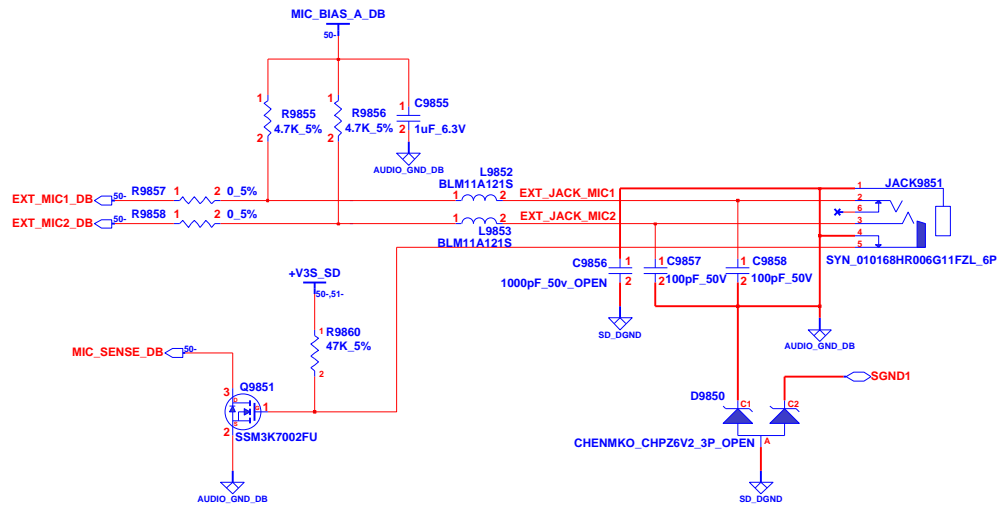 MIC_BIAS_A_DB
50-
1
R9855
4.7K_5%
2
1
R9856
4.7K_5%
2
C9855
1
2
1uF_6.3V
AUDIO_GND_DB
L9852
BLM11A121S
EXT_MIC1_DB
50-
R9857
1
2
0_5%
1
2
EXT_JACK_MIC1
EXT_MIC2_DB
50-
R9858
1
2
0_5%
1
2
EXT_JACK_MIC2
L9853
BLM11A121S
JACK9851
1
2
6
3
4
5
SYN_010168HR006G11FZL_6P
C9856
1
2
1000pF_50v_OPEN
C9857
1
2
100pF_50V
C9858
1
2
100pF_50V
SD_DGND
AUDIO_GND_DB
+V3S_SD
50-,51-
1
R9860
47K_5%
2
MIC_SENSE_DB
50-
Q9851
3
D
G
S
1
2
SSM3K7002FU
AUDIO_GND_DB
SGND1
D9850
C1
C2
A
CHENMKO_CHPZ6V2_3P_OPEN
SD_DGND